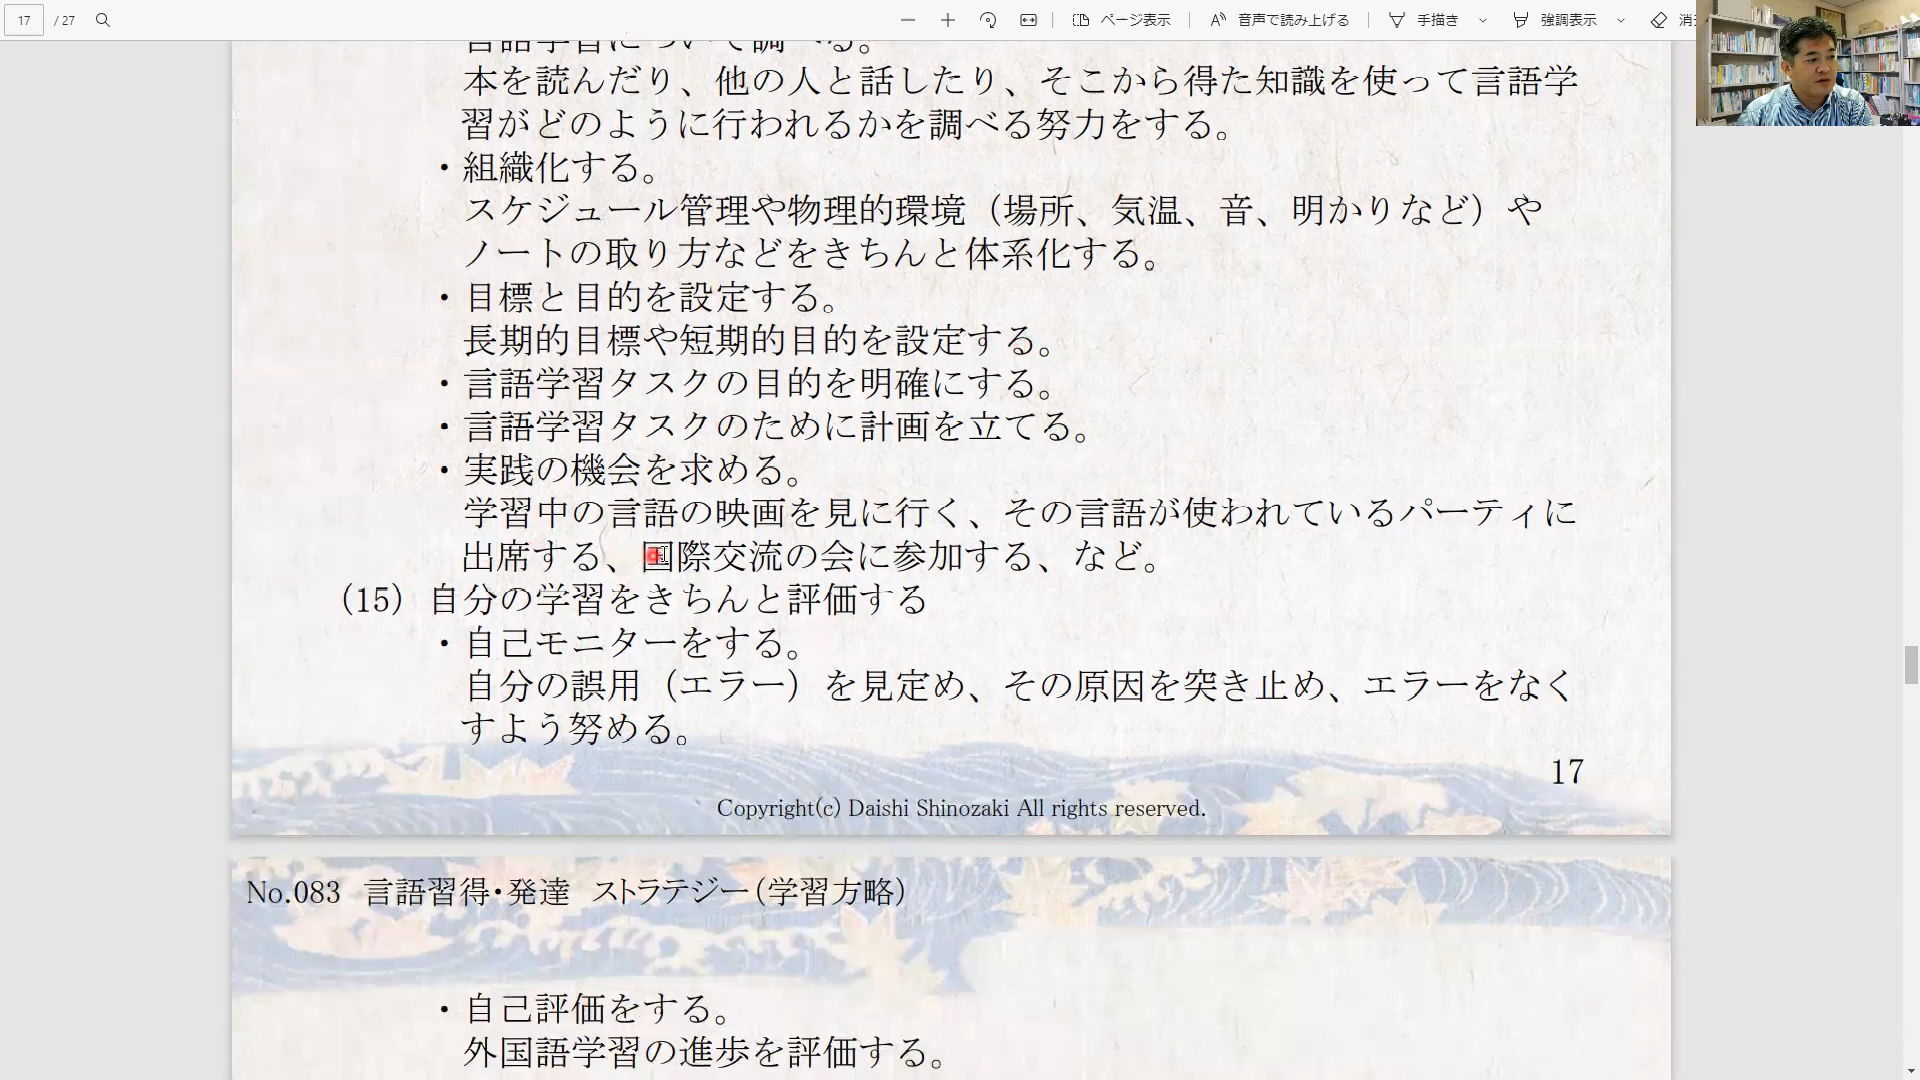 17 / 27 ページ表示 音声で読み上げる 手描き 強調表示
言語学習について調べる。
本を読んだり、他の人と話したり、そこから得た知識を使って言語学
習がどのように行われるかを調べる努力をする。
・組織化する。
スケジュール管理や物理的環境（場所、気温、音、明かりなど）や
ノートの取り方などをきちんと体系化する。
・目標と目的を設定する。
長期的目標や短期的目的を設定する。
・言語学習タスクの目的を明確にする。
・言語学習タスクのために計画を立てる。
・実践の機会を求める。
学習中の言語の映画を見に行く、その言語が使われているパーティに
出席する、国際交流の会に参加する、など。
（15）自分の学習をきちんと評価する
・自己モニターをする。
自分の誤用（エラー）を見定め、その原因を突き止め、エラーをなく
すよう努める。
17
Copyright(c) Daishi Shinozaki All rights reserved.
No.083 言語習得・発達 ストラテジー（学習方略）
・自己評価をする。
外国語学習の進歩を評価する。